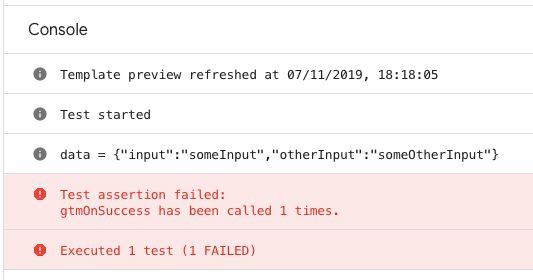 Console
Template preview refreshed at 07/11/2019, 18:18:05
Test started
data = {"input":"someInput","otherInput":"someOtherInput"}
Test assertion failed:
gtmOnSuccess has been called 1 times.
Executed 1 test (1 FAILED)